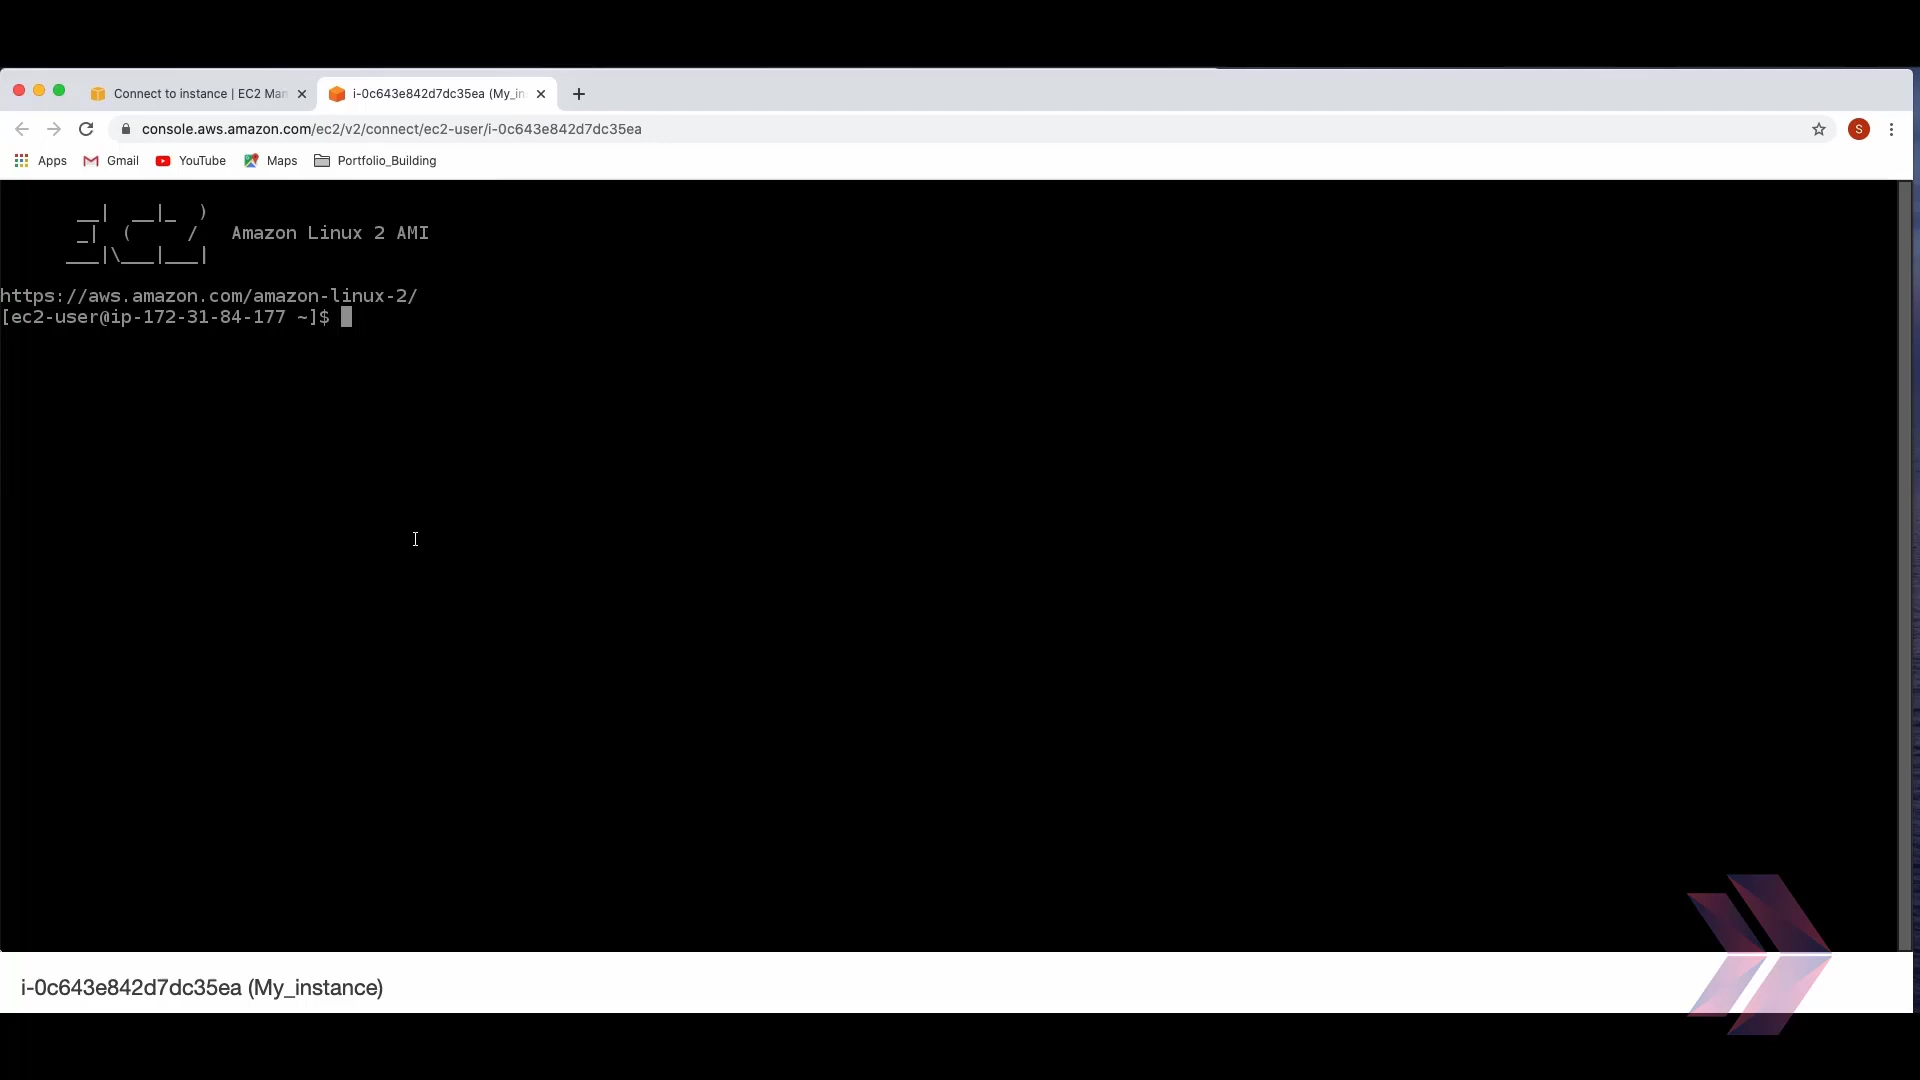 Connect to instance | EC2 Man
i-0c643e842d7dc35ea (My_in
console.aws.amazon.com/ec2/v2/connect/ec2-user/i-0c643e842d7dc35ea
S
Apps
Gmail
YouTube
Maps
Portfolio_Building
       __|  __|_  )
       _|  (     /   Amazon Linux 2 AMI
      ___|\___|___|
https://aws.amazon.com/amazon-linux-2/
[ec2-user@ip-172-31-84-177 ~]$
i-0c643e842d7dc35ea (My_instance)